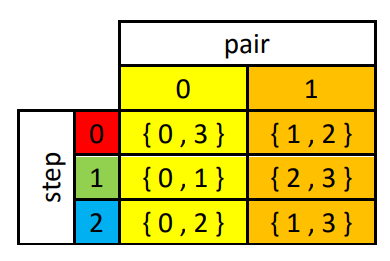 pair
0 1
0 { 0 , 3 } { 1 , 2 }
step 1 { 0 , 1 } { 2 , 3 }
2 { 0 , 2 } { 1 , 3 }